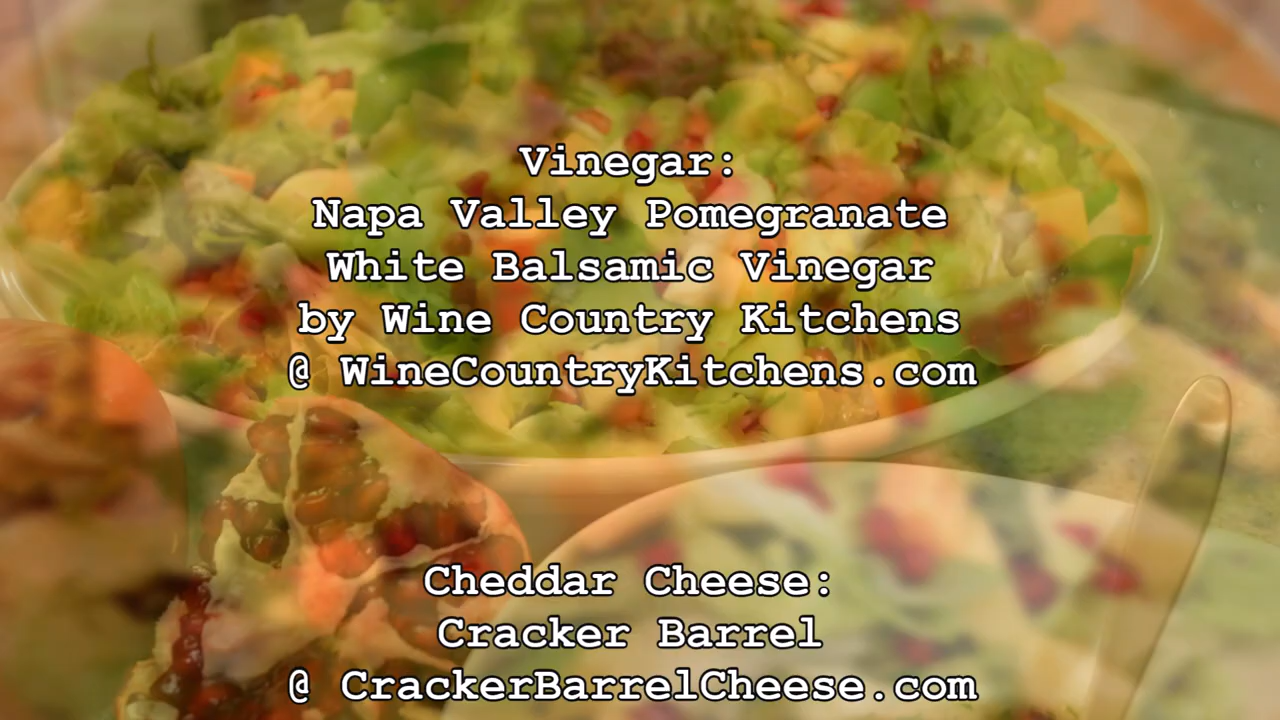 Vinegar:
Napa Valley Pomegranate
White Balsamic Vinegar
by Wine Country Kitchens
@ WineCountryKitchens.com
Cheddar Cheese:
Cracker Barrel
@ CrackerBarrelCheese.com